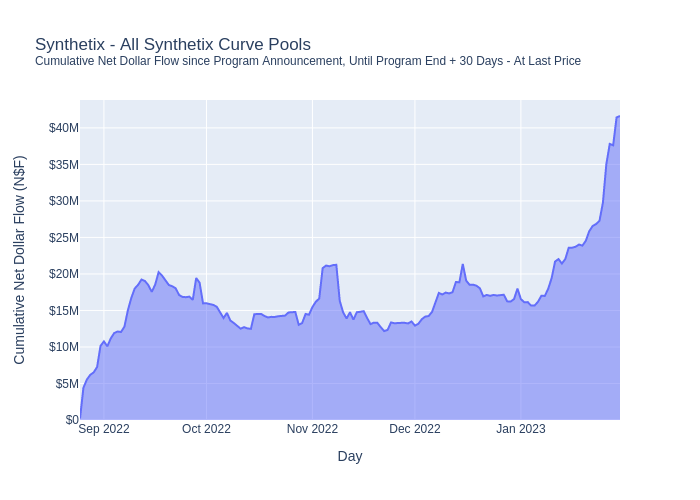 Synthetix - All Synthetix Curve Pools
Cumulative Net Dollar Flow since Program Announcement, Until Program End + 30 Days - At Last Price
Cumulative Net Dollar Flow (N$F)
$40M
$35M
$30M
$25M
$20M
$15M
$10M
$5M
$0
Sep 2022
Oct 2022
Nov 2022
Dec 2022
Jan 2023
Day